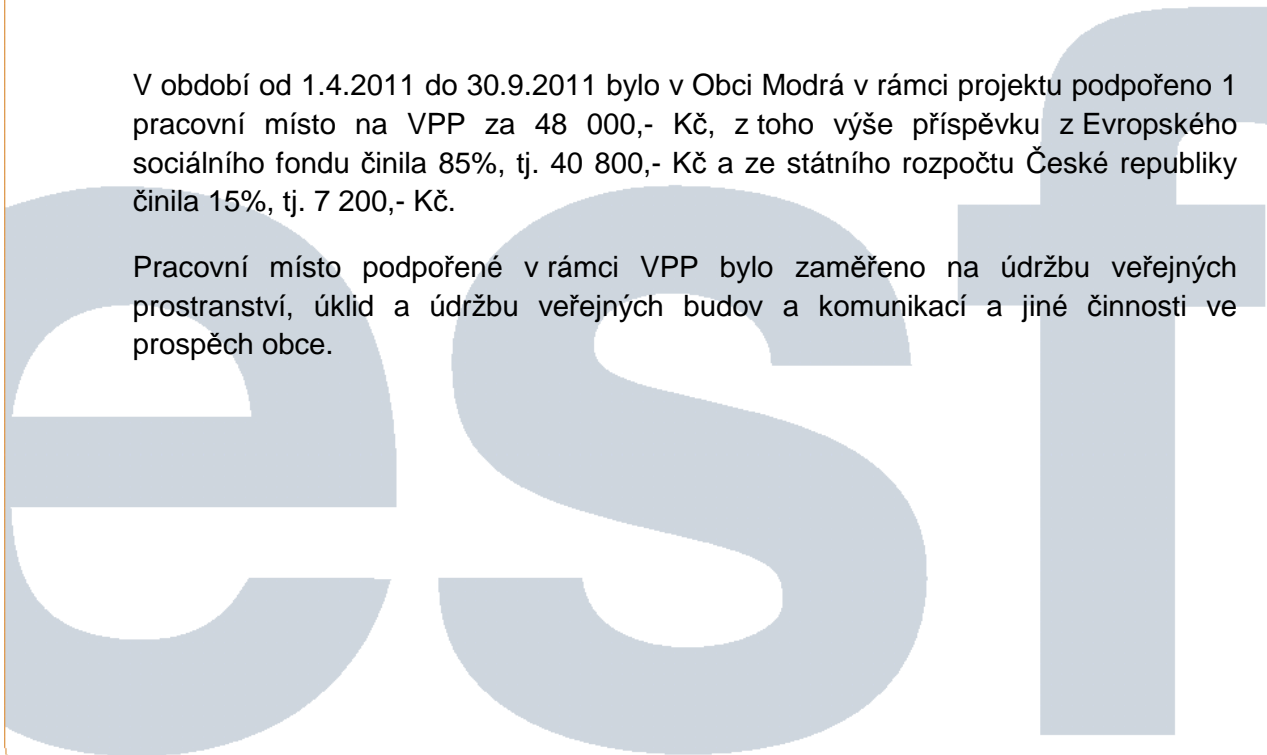 V období od 1.4.2011 do 30.9.2011 bylo v Obci Modrá v rámci projektu podpořeno 1
pracovní místo na VPP za 48 000,- Kč, z toho výše příspěvku z Evropského
sociálního fondu činila 85%, tj. 40 800,- Kč a ze státního rozpočtu České republiky
činila 15%, tj. 7 200,- Kč.
Pracovní místo podpořené v rámci VPP bylo zaměřeno na údržbu veřejných
prostranství, úklid a údržbu veřejných budov a komunikací a jiné činnosti ve
prospěch obce.
esf